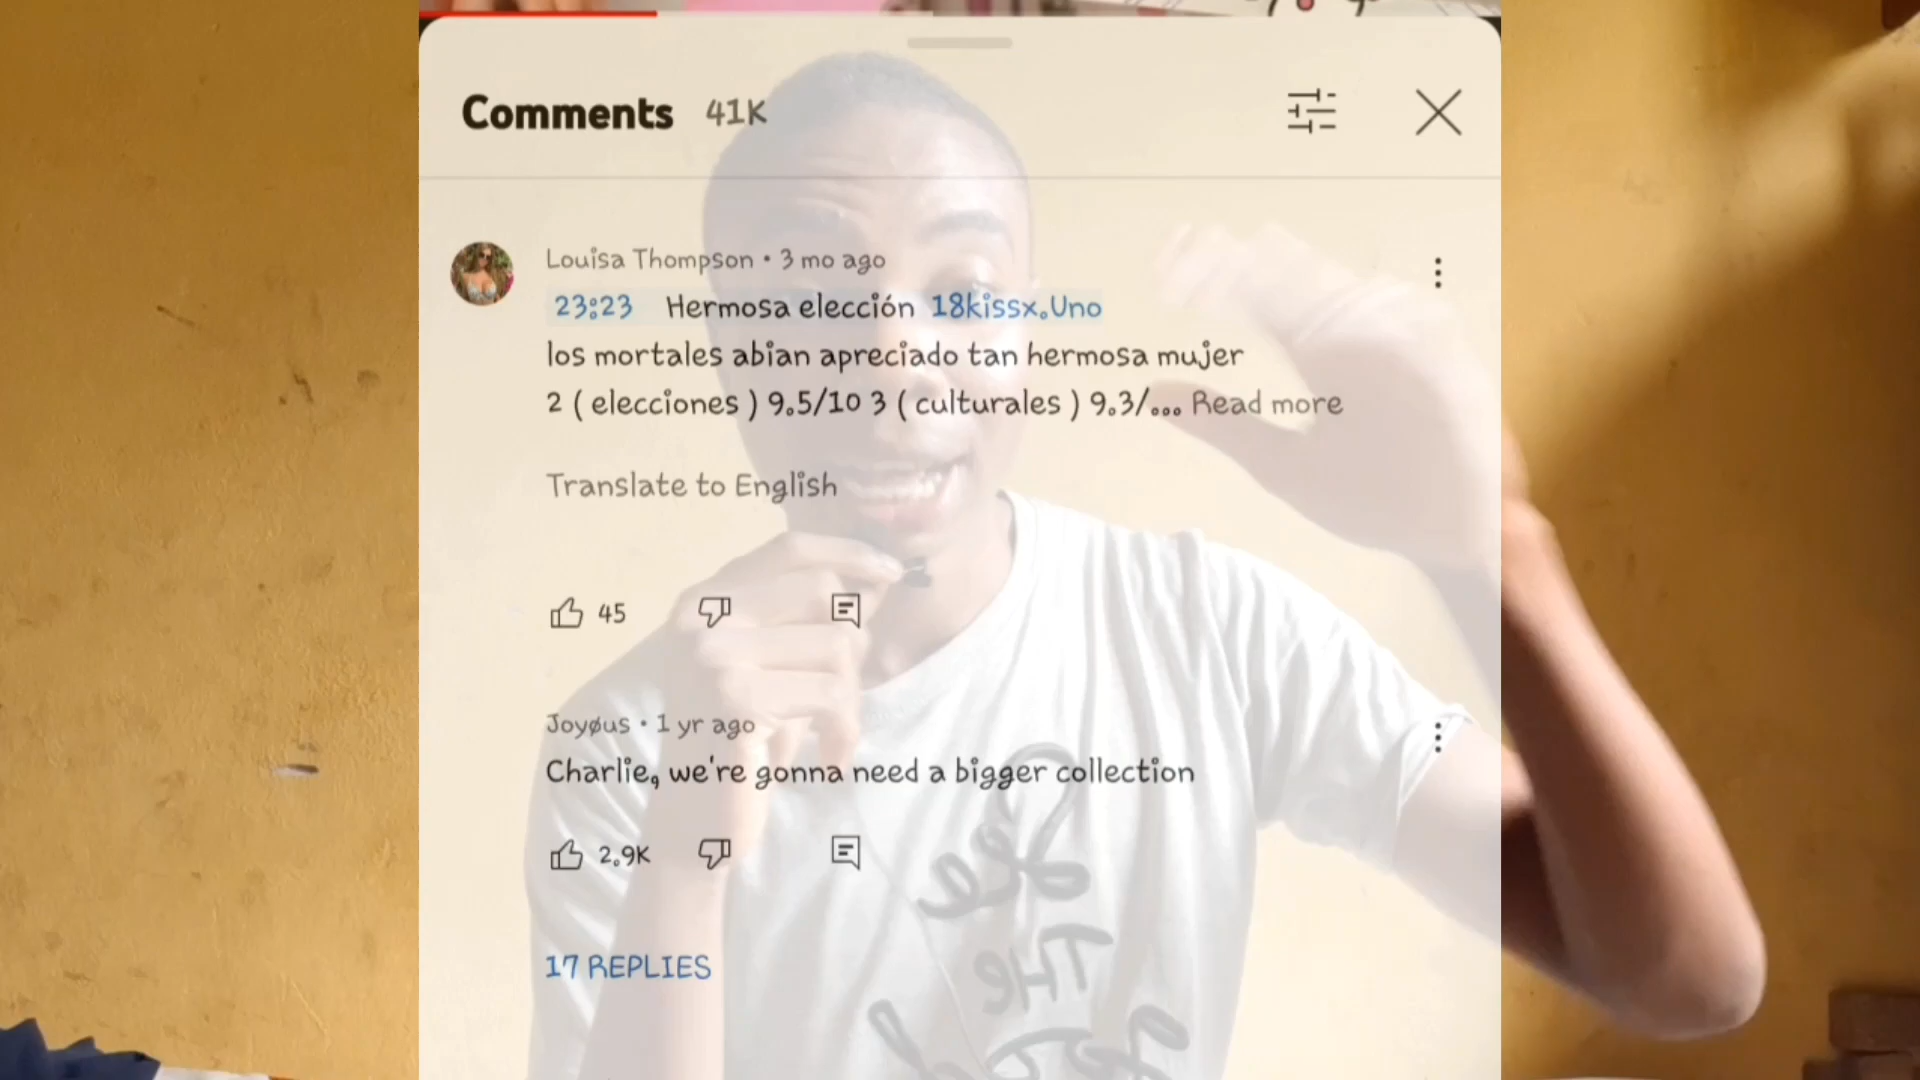 Comments 41K
Louisa Thompson • 3 mo ago
23:23 Hermosa elección 18kissx.Uno
los mortales abian apreciado tan hermosa mujer
2 ( elecciones ) 9.5/10 3 ( culturales ) 9.3/... Read more
Translate to English
45
Joyøus • 1 yr ago
Charlie, we're gonna need a bigger collection
2.9K
17 REPLIES
THE